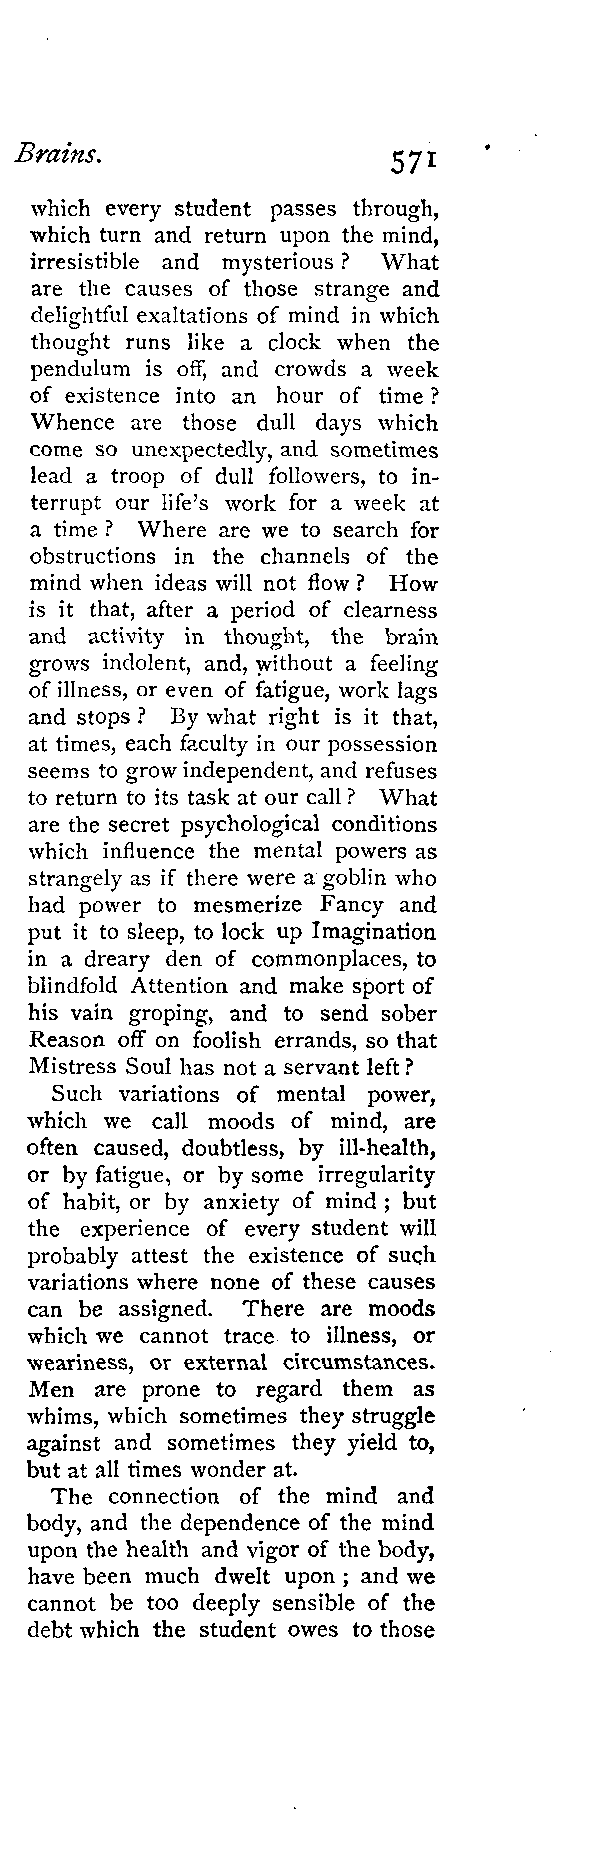 Brains. 571
which every student passes through,
which turn and return upon the mind,
irresistible and mysterious? What
are the causes of those strange and
delightful exaltations of mind in which
thought runs like a clock when the
pendulum is off, and crowds a week
of existence into an hour of time?
Whence are those dull days which
come so unexpectedly, and sometimes
lead a troop of dull followers, to in-
terrupt our life's work for a week at
a time? Where are we to search for
obstructions in the channels of the
mind when ideas will not flow? How
is it that, after a period of clearness
and activity in thought, the brain
grows indolent, and, without a feeling
of illness, or even of fatigue, work lags
and stops? By what right is it that,
at times, each faculty in our possession
seems to grow independent, and refuses
to return to its task at our call? What
are the secret psychological conditions
which influence the mental powers as
strangely as if there were a goblin who
had power to mesmerize Fancy and
put it to sleep, to lock up Imagination
in a dreary den of commonplaces, to
blindfold Attention and make sport of
his vain groping, and to send sober
Reason off on foolish errands, so that
Mistress Soul has not a servant left?
Such variations of mental power,
which we call moods of mind, are
often caused, doubtless, by ill-health,
or by fatigue, or by some irregularity
of habit, or by anxiety of mind; but
the experience of every student will
probably attest the existence of such
variations where none of these causes
can be assigned. There are moods
which we cannot trace to illness, or
weariness, or external circumstances.
Men are prone to regard them as
whims, which sometimes they struggle
against and sometimes they yield to,
but at all times wonder at.
The connection of the mind and
body, and the dependence of the mind
upon the health and vigor of the body,
have been much dwelt upon; and we
cannot be too deeply sensible of the
debt which the student owes to those